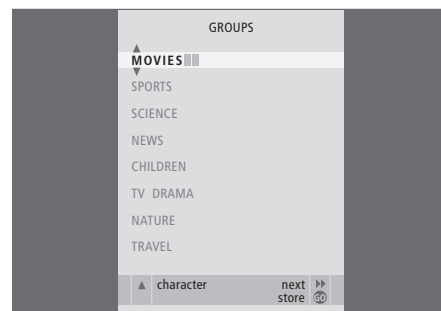 GROUPS
MOVIES
SPORTS
SCIENCE
NEWS
CHILDREN
TV DRAMA
NATURE
TRAVEL
character next
store GO